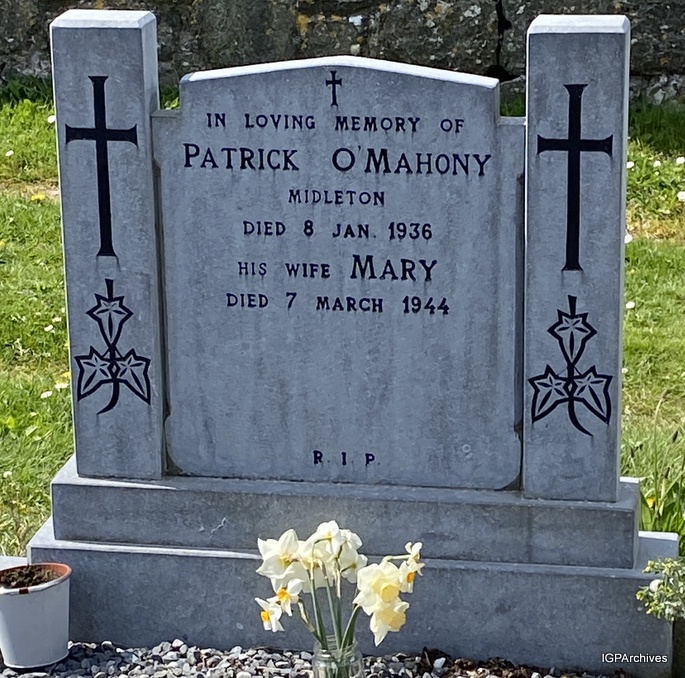 IN LOVING MEMORY OF
PATRICK O'MAHONY
MIDLETON
DIED 8 JAN. 1936
HIS WIFE MARY
DIED 7 MARCH 1944
R.I.P.
IGPArchives